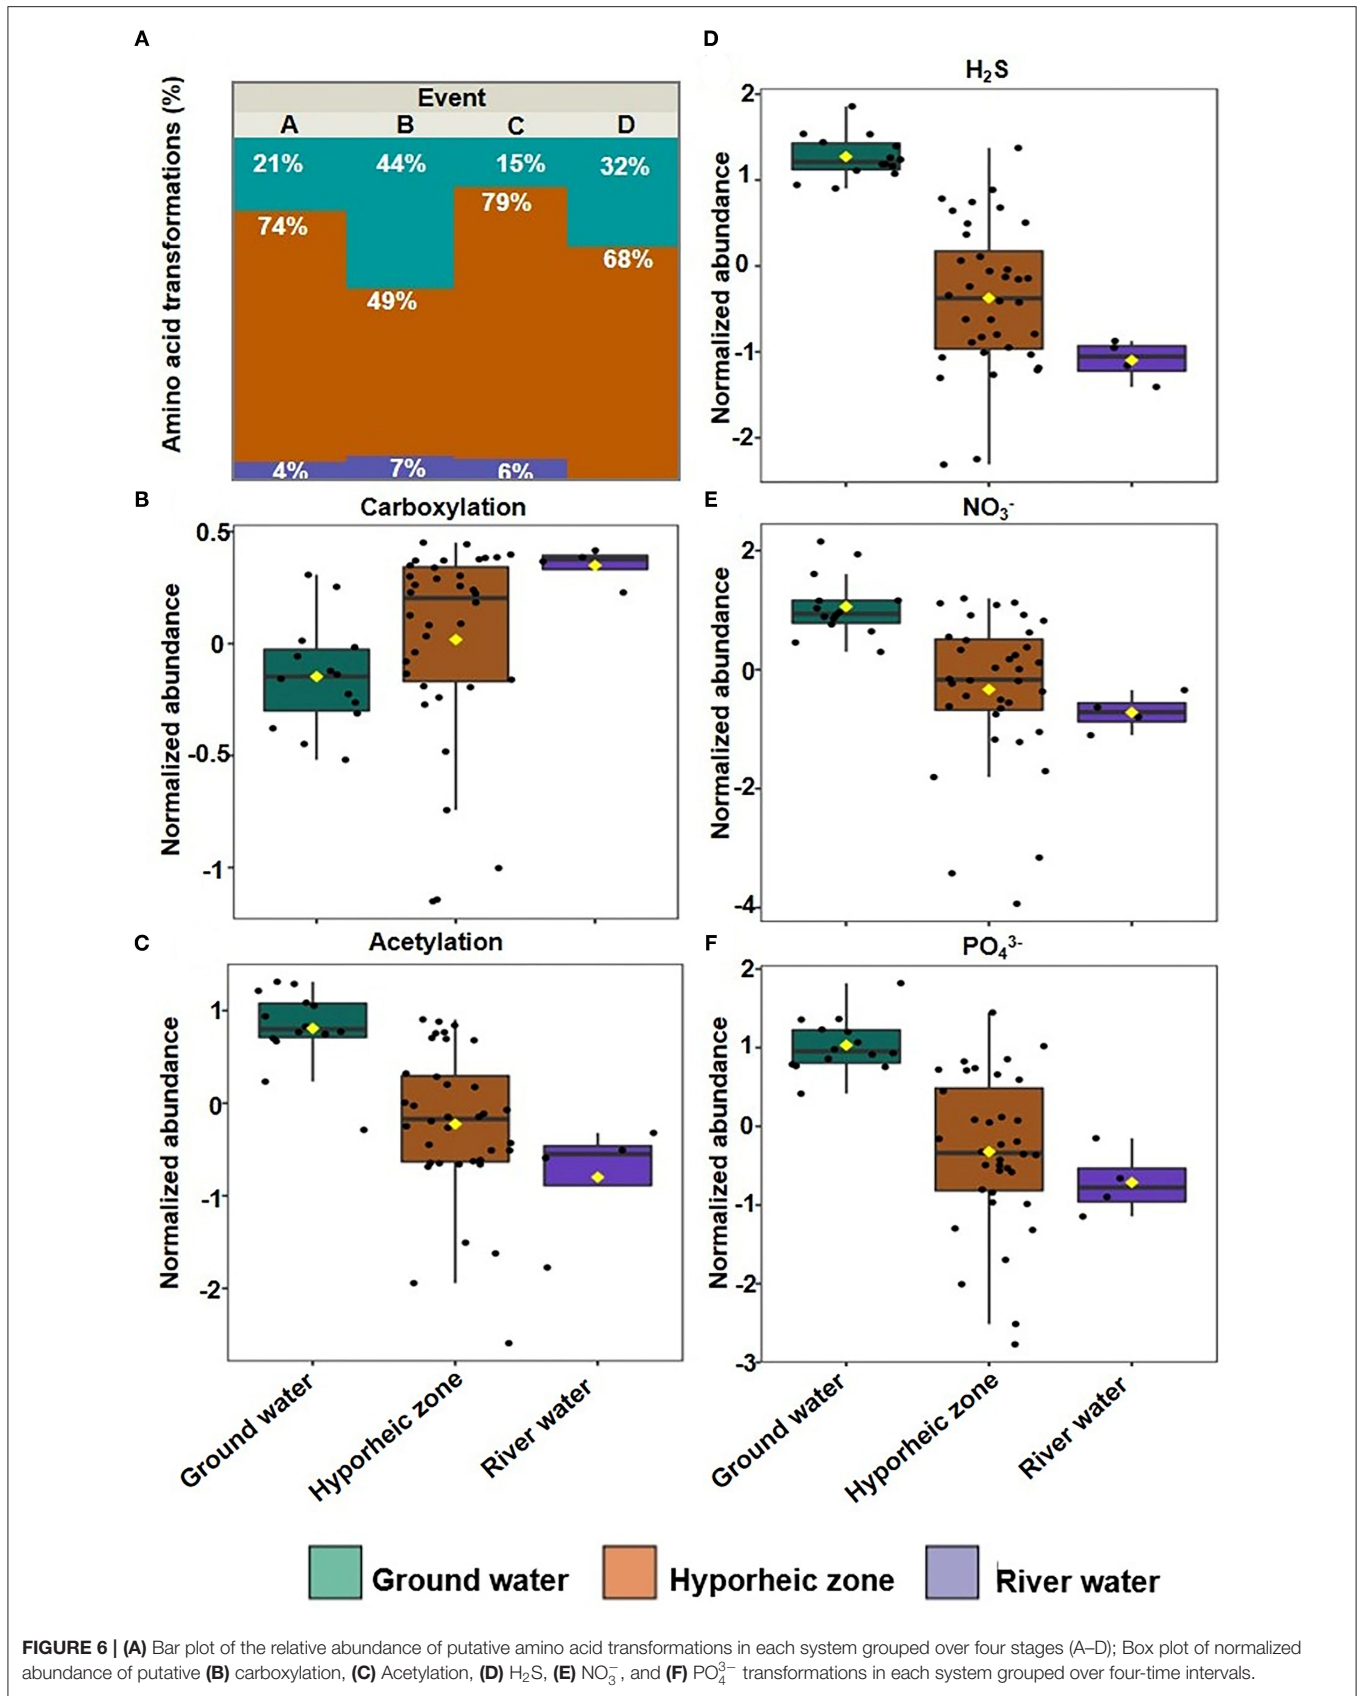 A
Amino acid transformations (%)
Event
A B C D
21% 44% 15% 32%
74% 49% 79% 68%
4% 7% 6%
B
Carboxylation
Normalized abundance
0.5
0
-0.5
-1
C
Acetylation
Normalized abundance
1
0
-1
-2
Ground water
Hyporheic zone
River water
D
H₂S
Normalized abundance
2
1
0
-1
-2
E
NO₃⁻
Normalized abundance
2
0
-2
-4
F
PO₄³⁻
Normalized abundance
2
1
0
-1
-2
-3
Ground water
Hyporheic zone
River water
Ground water Hyporheic zone River water
FIGURE 6 | (A) Bar plot of the relative abundance of putative amino acid transformations in each system grouped over four stages (A–D); Box plot of normalized
abundance of putative (B) carboxylation, (C) Acetylation, (D) H₂S, (E) NO₃⁻, and (F) PO₄³⁻ transformations in each system grouped over four-time intervals.